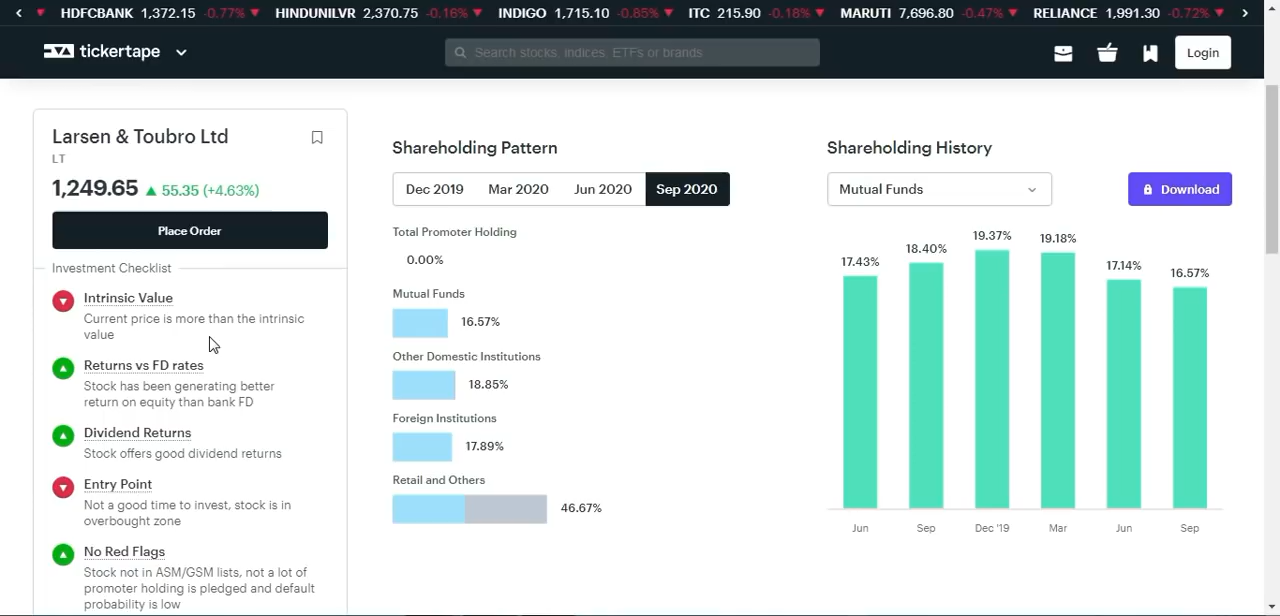 HDFCBANK 1,372.15 -0.77% HINDUNILVR 2,370.75 -0.16% INDIGO 1,715.10 -0.85% ITC 215.90 -0.18% MARUTI 7,696.80 -0.47% RELIANCE 1,991.30 -0.72%
tickertape
Search stocks, indices, ETFs or brands
Login
Larsen & Toubro Ltd
LT
1,249.65 55.35 (+4.63%)
Place Order
Investment Checklist
Intrinsic Value
Current price is more than the intrinsic
value
Returns vs FD rates
Stock has been generating better
return on equity than bank FD
Dividend Returns
Stock offers good dividend returns
Entry Point
Not a good time to invest, stock is in
overbought zone
No Red Flags
Stock not in ASM/GSM lists, not a lot of
promoter holding is pledged and default
probability is low
Shareholding Pattern
Dec 2019 Mar 2020 Jun 2020 Sep 2020
Total Promoter Holding
0.00%
Mutual Funds
16.57%
Other Domestic Institutions
18.85%
Foreign Institutions
17.89%
Retail and Others
46.67%
Shareholding History
Mutual Funds
Download
17.43% 18.40% 19.37% 19.18% 17.14% 16.57%
Jun Sep Dec '19 Mar Jun Sep